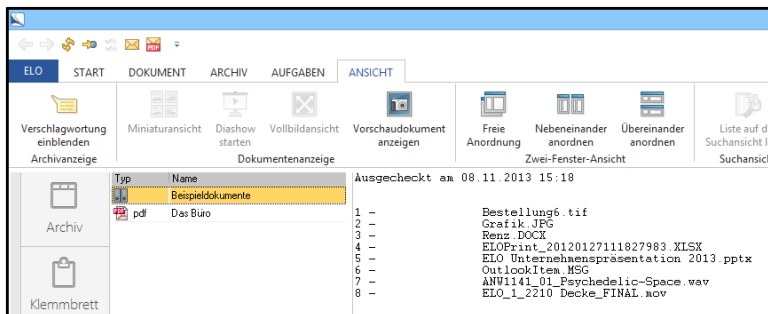 PDF
ELO START DOKUMENT ARCHIV AUFGABEN ANSICHT
Verschlagwortung einblenden
Miniaturansicht
Diashow starten
Vollbildansicht
Vorschaudokument anzeigen
Freie Anordnung
Nebeneinander anordnen
Übereinander anordnen
Liste auf d
Suchansicht l
Archivanzeige
Dokumentenanzeige
Zwei-Fenster-Ansicht
Suchansic
Archiv
Klemmbrett
Typ Name
Beispieldokumente
pdf Das Büro
Ausgecheckt am 08.11.2013 15:18
1 - Bestellung6.tif
2 - Grafik.JPG
3 - Renz.DOCX
4 - ELOPrint_20120127111827983.XLSX
5 - ELO Unternehmenspräsentation 2013.pptx
6 - OutlookItem.MSG
7 - ANW1141_01_Psychedelic-Space.wav
8 - ELO_1_2210 Decke_FINAL.mov